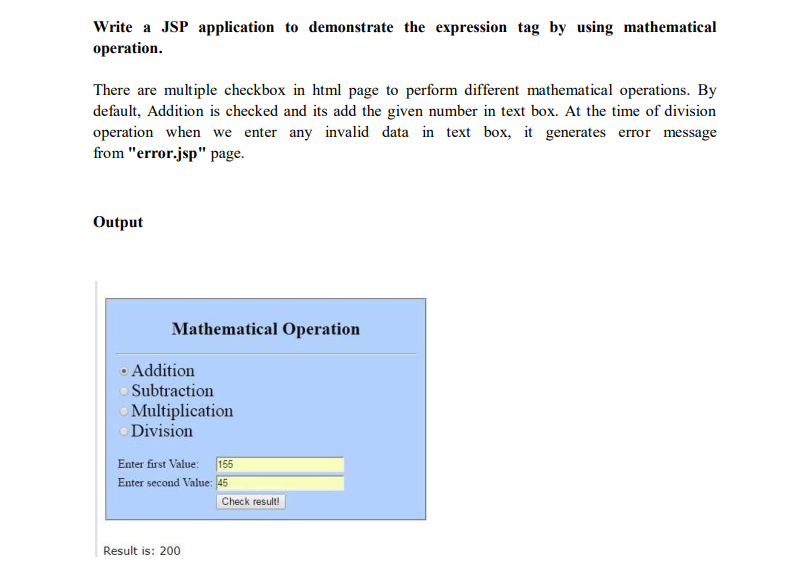 Write a JSP application to demonstrate the expression tag by using mathematical
operation.
There are multiple checkbox in html page to perform different mathematical operations. By
default, Addition is checked and its add the given number in text box. At the time of division
operation when we enter any invalid data in text box, it generates error message
from "error.jsp" page.
Output
Mathematical Operation
Addition
Subtraction
Multiplication
Division
Enter first Value: 155
Enter second Value: 45
Check result!
Result is: 200